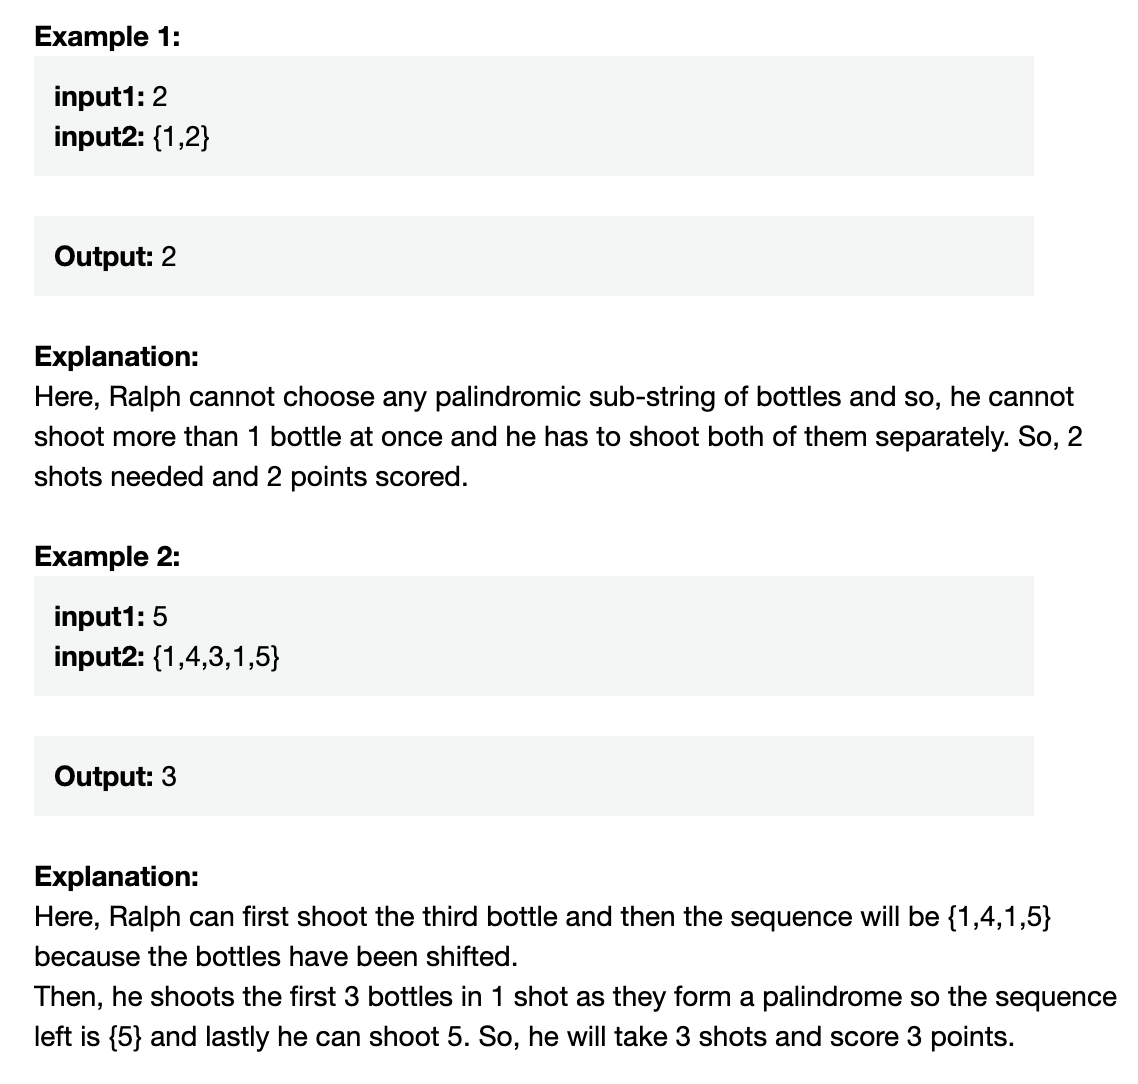 Example 1:
input1: 2
input2: {1,2}
Output: 2
Explanation:
Here, Ralph cannot choose any palindromic sub-string of bottles and so, he cannot
shoot more than 1 bottle at once and he has to shoot both of them separately. So, 2
shots needed and 2 points scored.
Example 2:
input1: 5
input2: {1,4,3,1,5}
Output: 3
Explanation:
Here, Ralph can first shoot the third bottle and then the sequence will be {1,4,1,5}
because the bottles have been shifted.
Then, he shoots the first 3 bottles in 1 shot as they form a palindrome so the sequence
left is {5} and lastly he can shoot 5. So, he will take 3 shots and score 3 points.